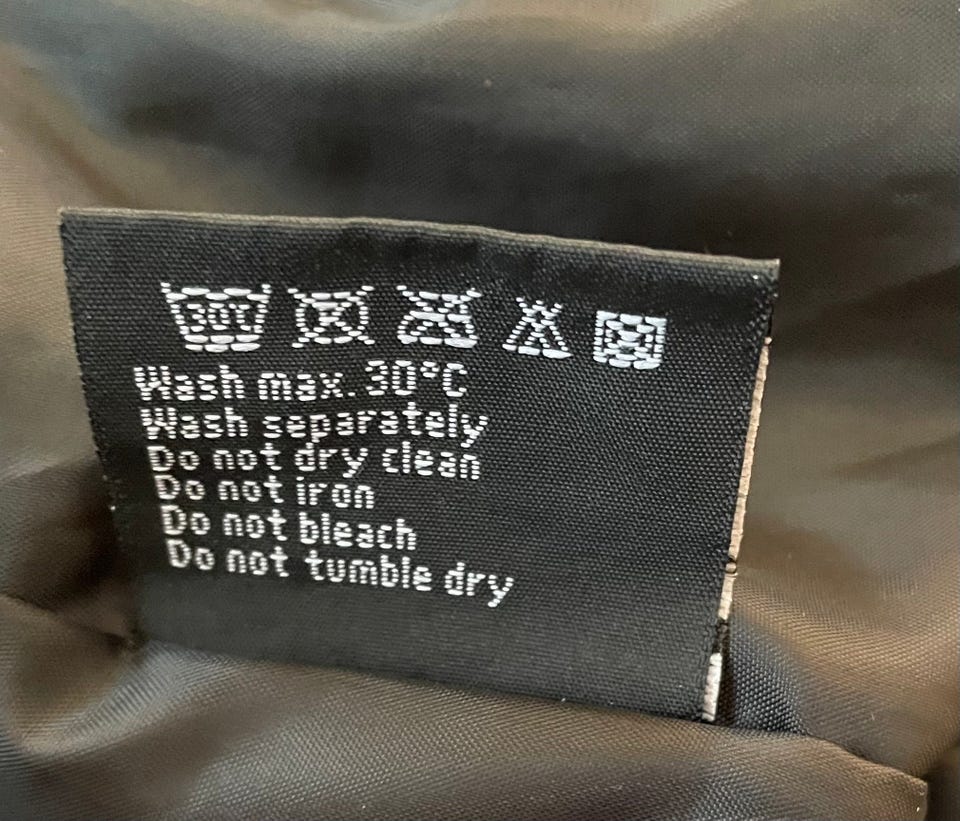 30°C
Wash max. 30°C
Wash separately
Do not dry clean
Do not iron
Do not bleach
Do not tumble dry